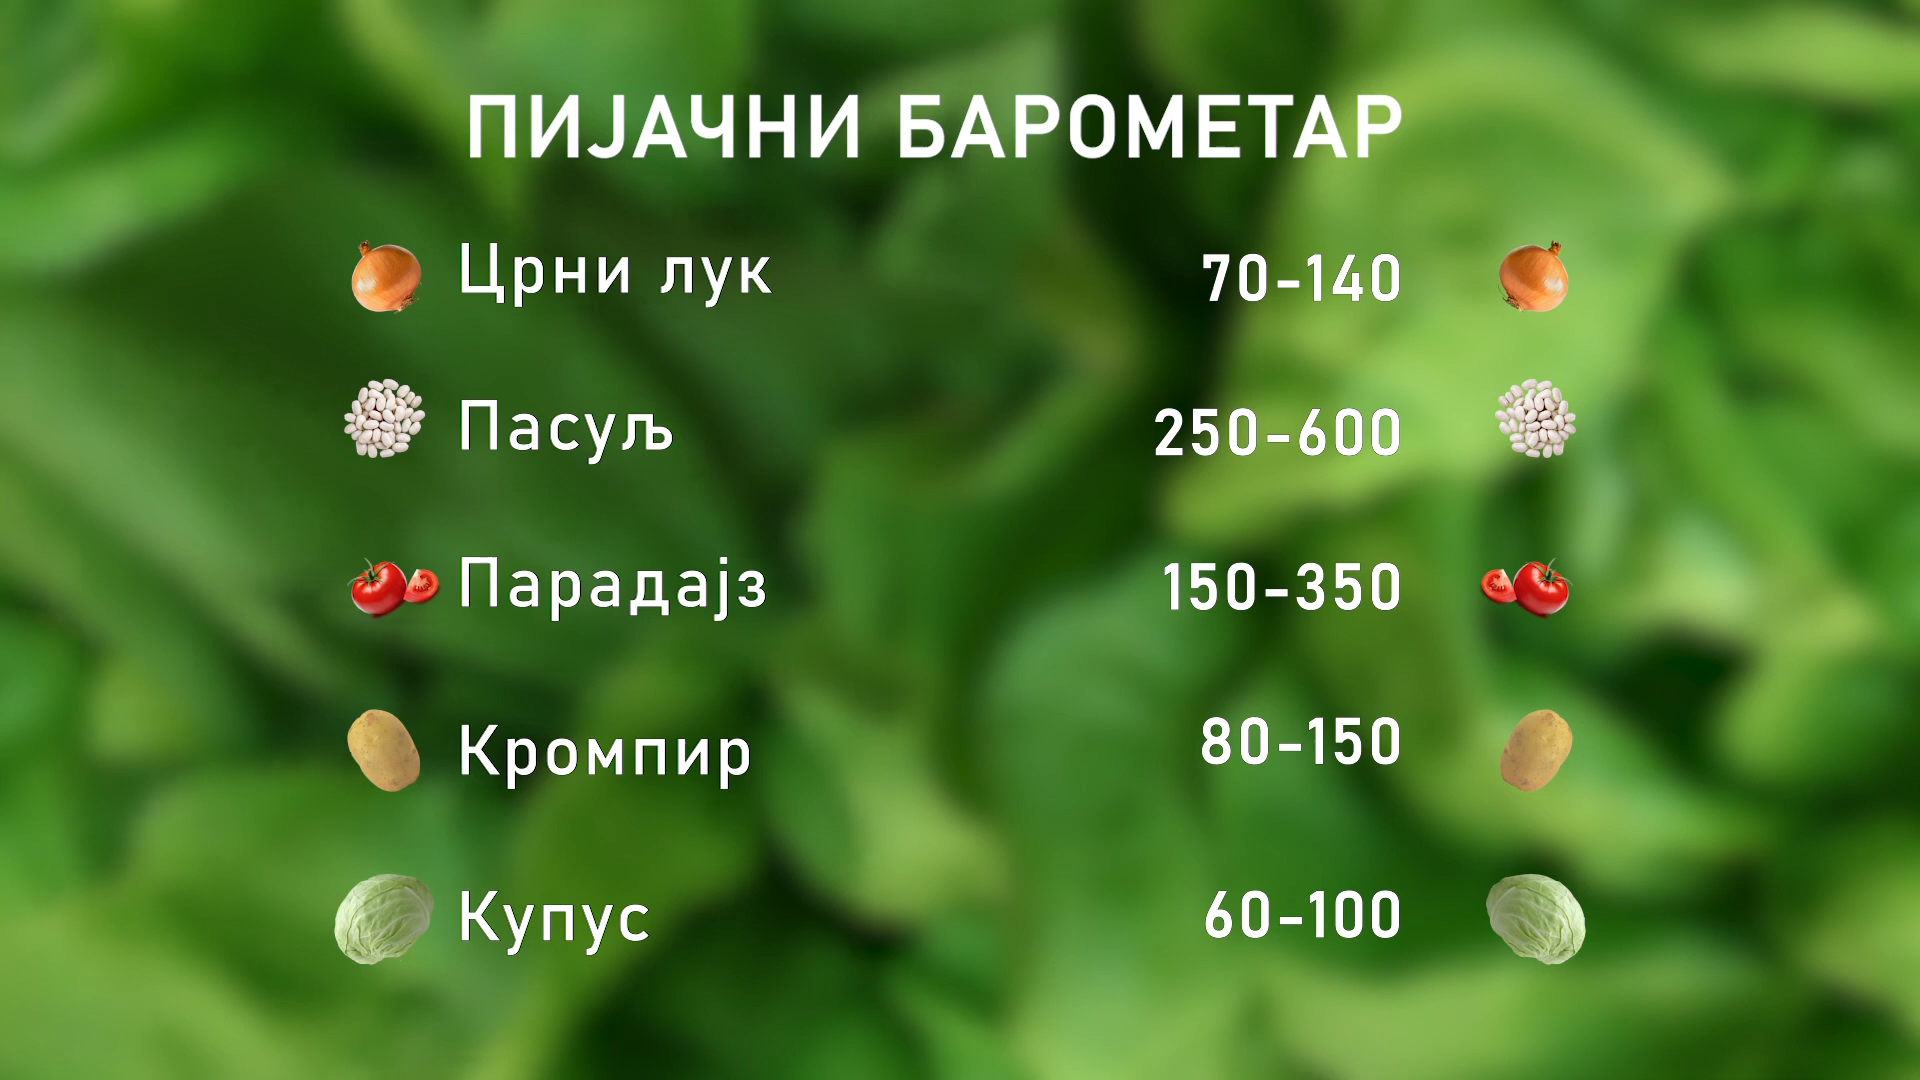 ПИЈАЧНИ БАРОМЕТАР
Црни лук 70-140
Пасуљ 250-600
Парадајз 150-350
Кромпир 80-150
Купус 60-100